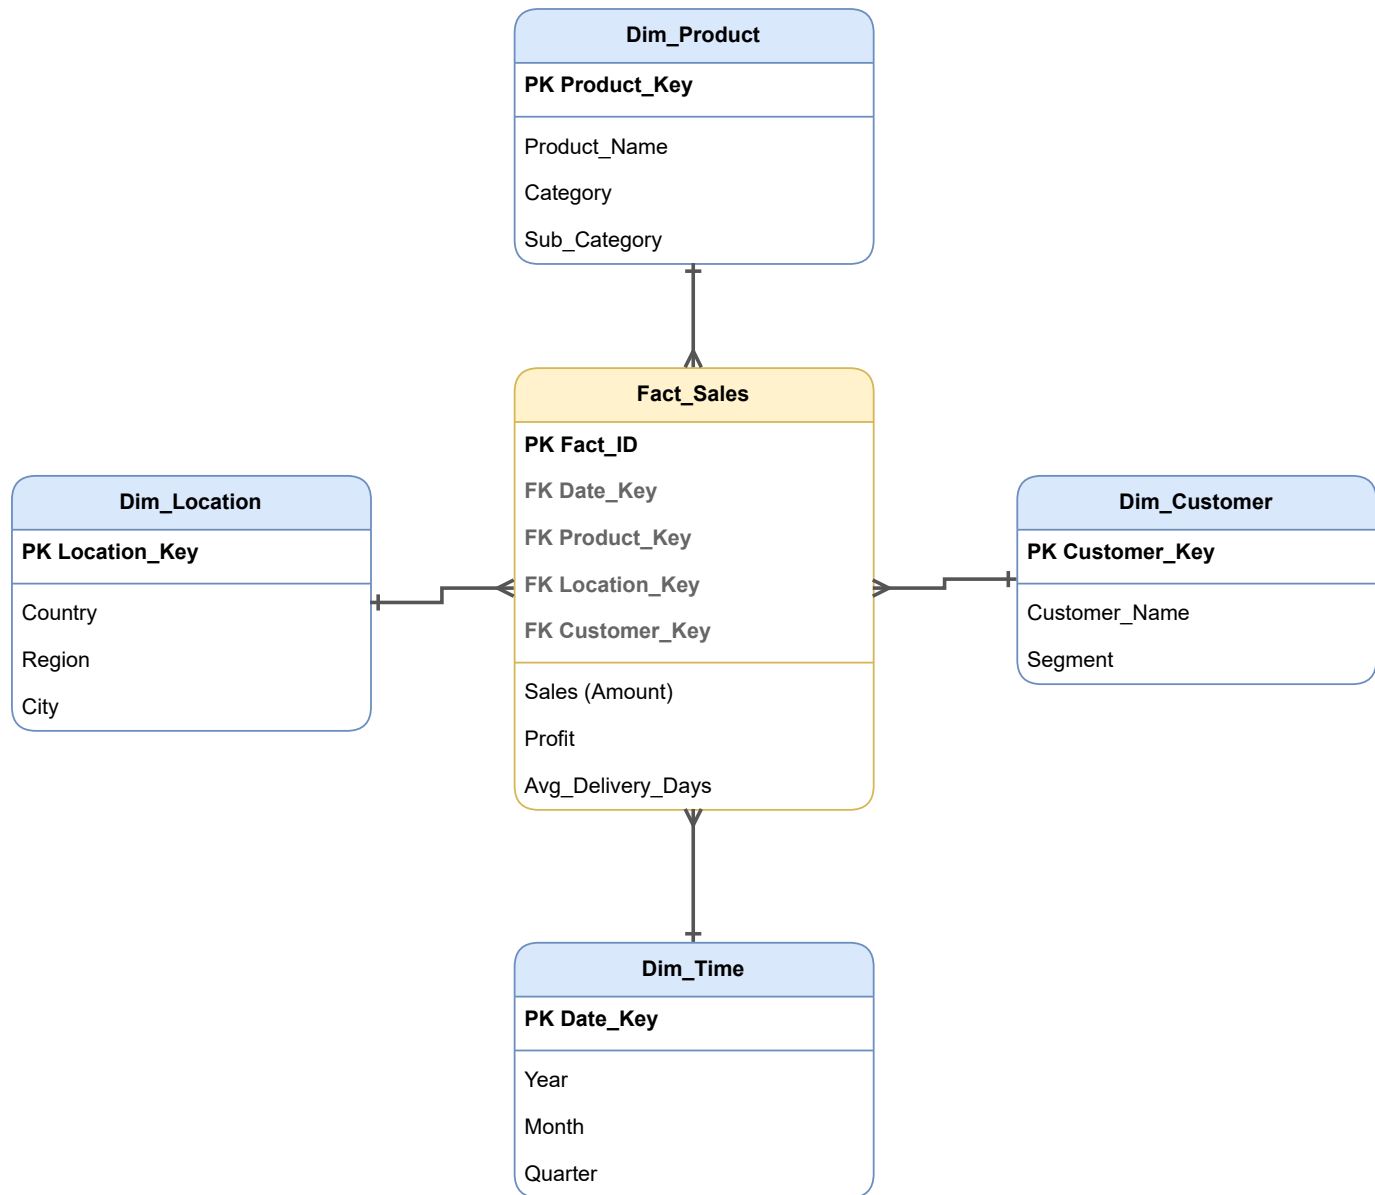 Dim_Product
PK Product_Key
Product_Name
Category
Sub_Category
Fact_Sales
PK Fact_ID
FK Date_Key
FK Product_Key
FK Location_Key
FK Customer_Key
Sales (Amount)
Profit
Avg_Delivery_Days
Dim_Location
PK Location_Key
Country
Region
City
Dim_Customer
PK Customer_Key
Customer_Name
Segment
Dim_Time
PK Date_Key
Year
Month
Quarter